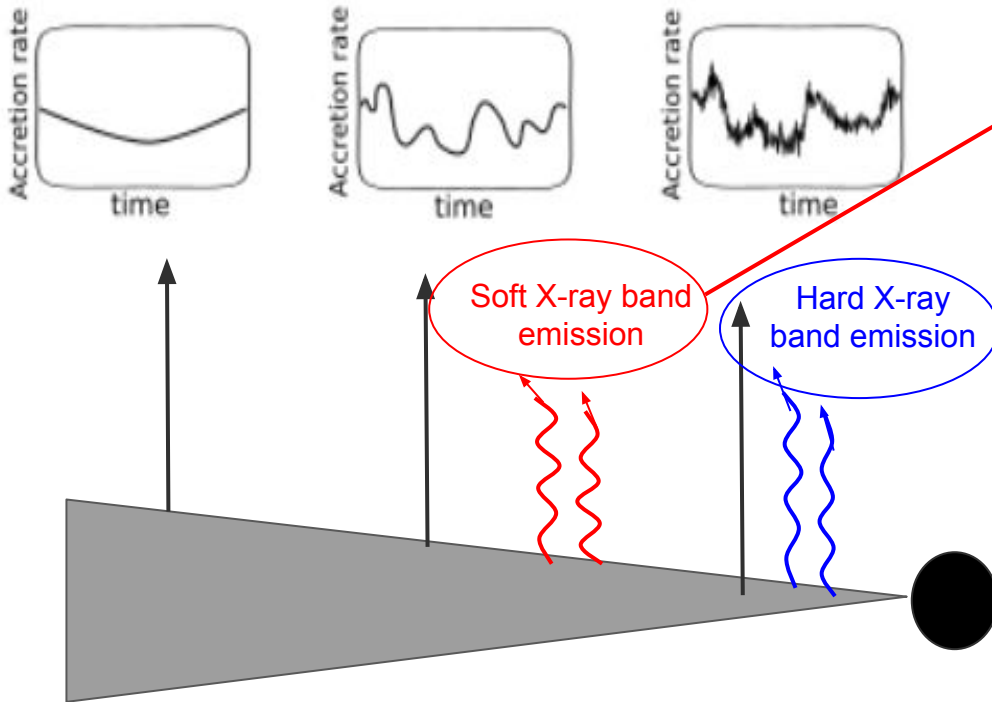 Accretion rate
time
Accretion rate
time
Accretion rate
time
Soft X-ray band
emission
Hard X-ray
band emission